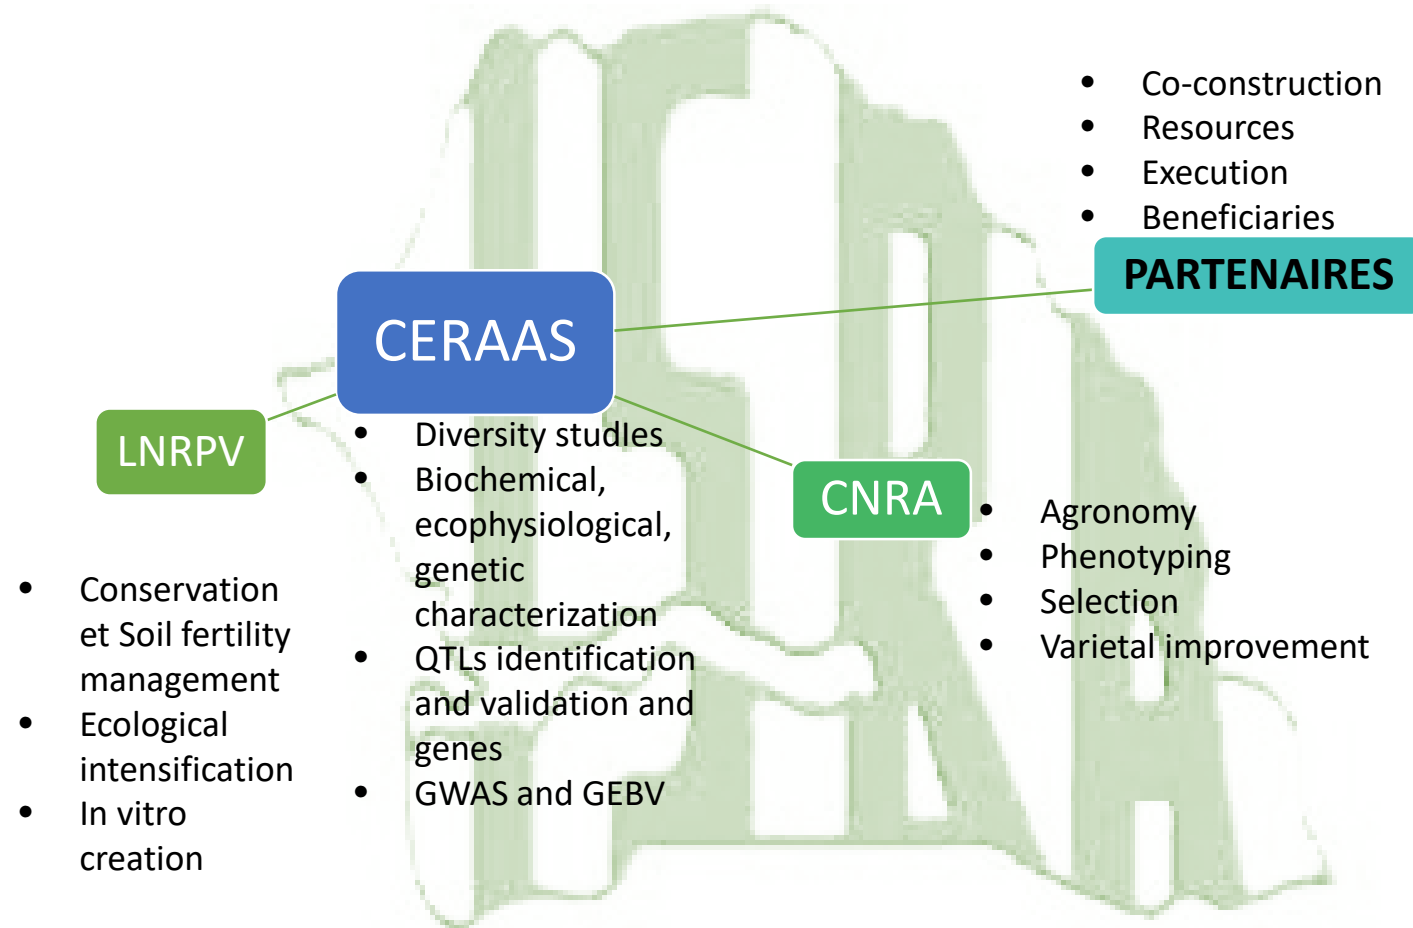 • Co-construction
• Resources
• Execution
• Beneficiaries
PARTENAIRES
CERAAS
LNRPV
• Diversity studles
• Biochemical,
ecophysiological,
genetic
characterization
• QTLs identification
and validation and
genes
• GWAS and GEBV
CNRA
• Agronomy
• Phenotyping
• Selection
• Varietal improvement
• Conservation
et Soil fertility
management
• Ecological
intensification
• In vitro
creation